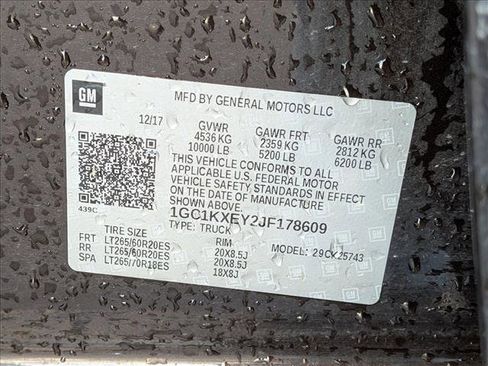 GM
MFD BY GENERAL MOTORS LLC
12/17 GVWR GAWR FRT GAWR RR
4536 KG 2359 KG 2812 KG
10000 LB 5200 LB 6200 LB
THIS VEHICLE CONFORMS TO ALL
APPLICABLE U.S. FEDERAL MOTOR
VEHICLE SAFETY STANDARDS IN EFFECT
ON THE DATE OF MANUFACTURE
SHOWN ABOVE.
439C
1GC1KXEY2JF178609
TYPE: TRUCK
TIRE SIZE RIM MODEL:
FRT LT265/60R20ES 20X8.5J
RR LT265/60R20ES 20X8.5J
SPA LT265/70R18ES 18X8J